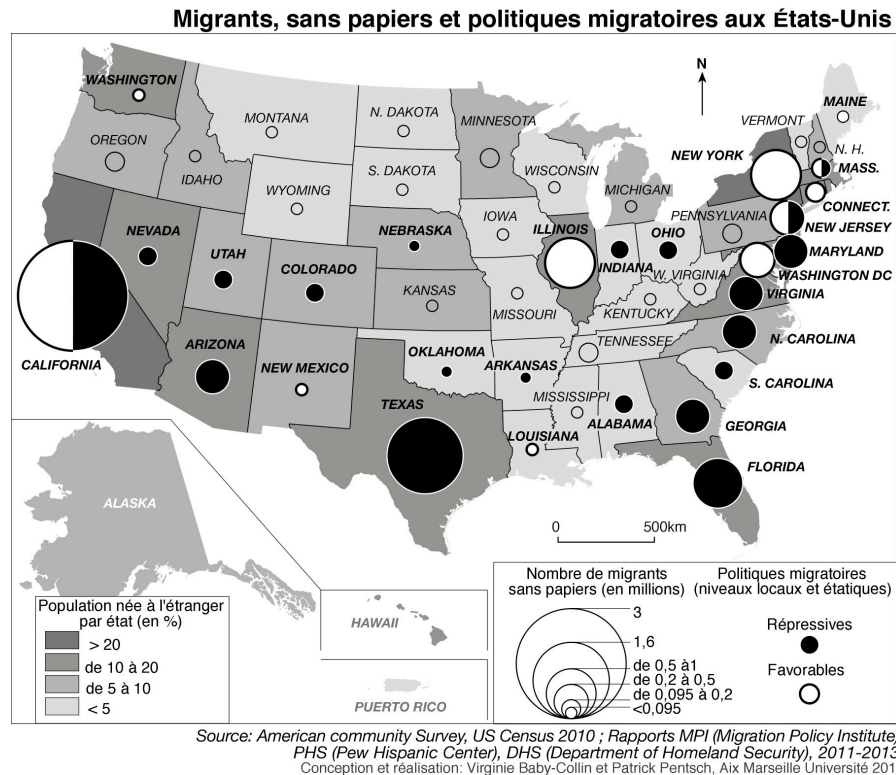 Migrants, sans papiers et politiques migratoires aux États-Unis
N
WASHINGTON
MONTANA
N. DAKOTA
MINNESOTA
VERMONT
MAINE
OREGON
IDAHO
S. DAKOTA
WISCONSIN
MICHIGAN
NEW YORK
N. H.
MASS.
WYOMING
CONNECT.
IOWA
PENNSYLVANIA
NEW JERSEY
NEVADA
NEBRASKA
ILLINOIS
OHIO
MARYLAND
UTAH
COLORADO
INDIANA
W. VIRGINIA
WASHINGTON DC
KANSAS
VIRGINIA
MISSOURI
KENTUCKY
CALIFORNIA
ARIZONA
NEW MEXICO
OKLAHOMA
ARKANSAS
TENNESSEE
N. CAROLINA
S. CAROLINA
TEXAS
MISSISSIPPI
ALABAMA
GEORGIA
LOUISIANA
FLORIDA
0 500km
ALASKA
HAWAII
PUERTO RICO
Population née à l'étranger
par état (en %)
> 20
de 10 à 20
de 5 à 10
< 5
Nombre de migrants
sans papiers (en millions)
3
1,6
de 0,5 à1
de 0,2 à 0,5
de 0,095 à 0,2
<0,095
Politiques migratoires
(niveaux locaux et étatiques)
Répressives
Favorables
Source: American community Survey, US Census 2010 ; Rapports MPI (Migration Policy Institute
PHS (Pew Hispanic Center), DHS (Department of Homeland Security), 2011-2013
Conception et réalisation: Virginie Baby-Collin et Patrick Pentsch, Aix Marseille Université 201